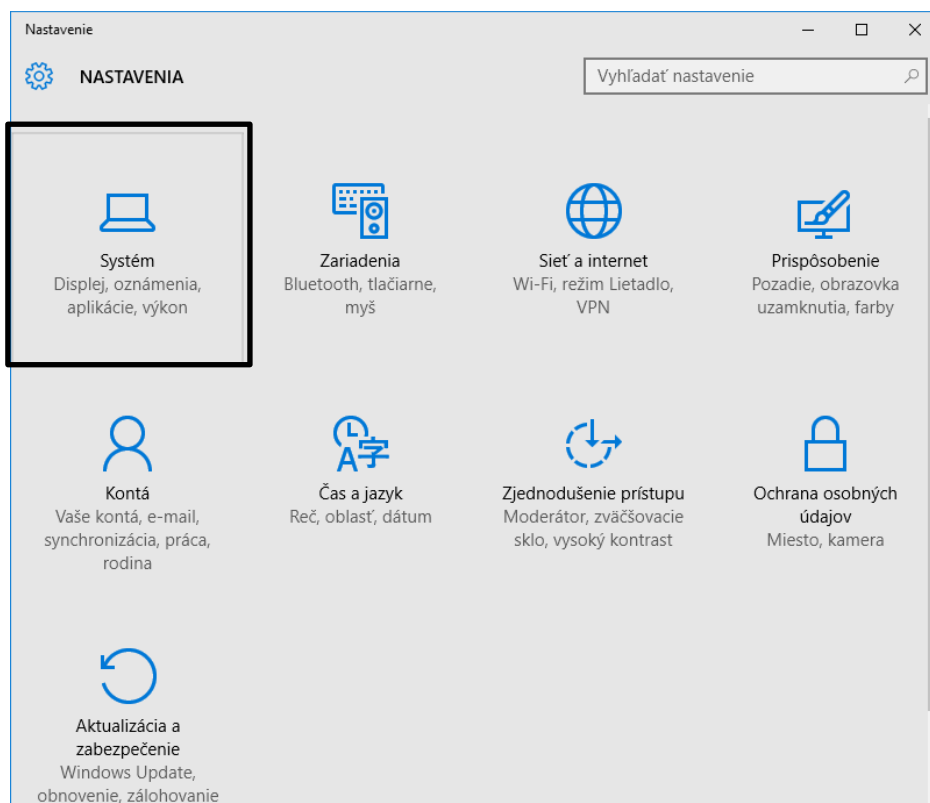 Nastavenie
NASTAVENIA
Vyhľadať nastavenie
Systém
Displej, oznámenia,
aplikácie, výkon
Zariadenia
Bluetooth, tlačiarne,
myš
Sieť a internet
Wi-Fi, režim Lietadlo,
VPN
Prispôsobenie
Pozadie, obrazovka
uzamknutia, farby
Kontá
Vaše kontá, e-mail,
synchronizácia, práca,
rodina
A字
Čas a jazyk
Reč, oblasť, dátum
Zjednodušenie prístupu
Moderátor, zväčšovacie
sklo, vysoký kontrast
Ochrana osobných
údajov
Miesto, kamera
Aktualizácia a
zabezpečenie
Windows Update,
obnovenie, zálohovanie